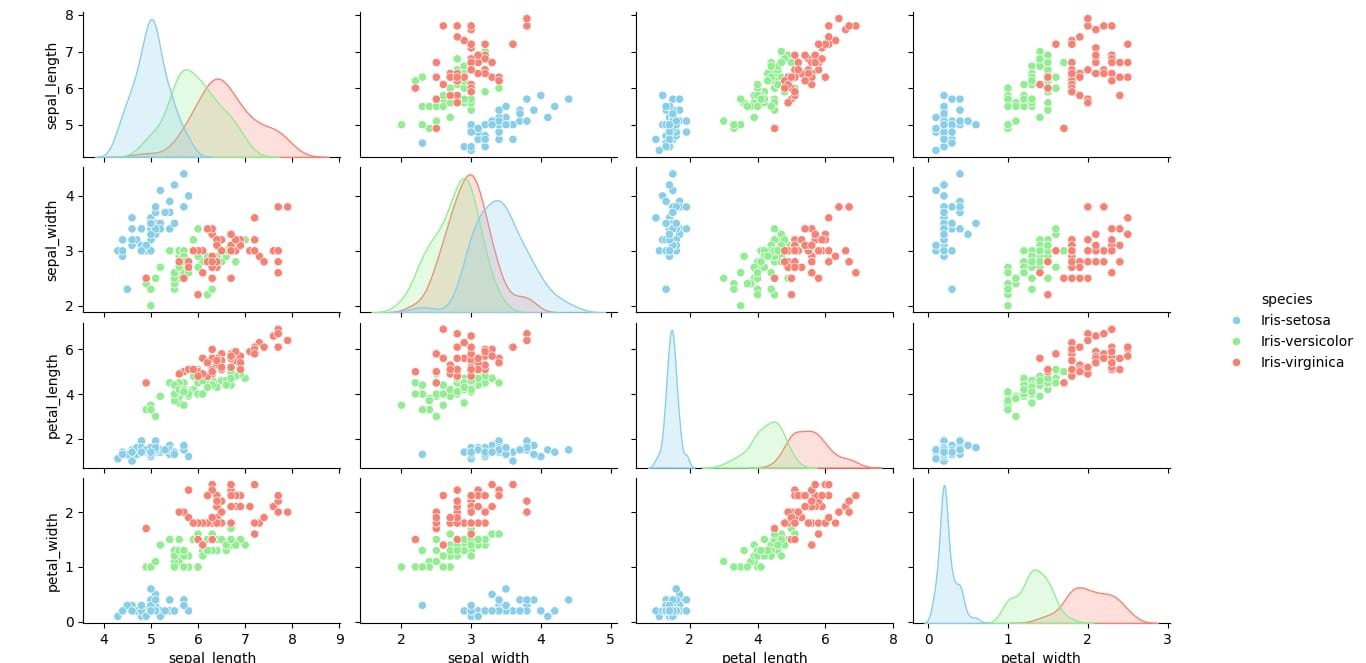 8
7
6
5
sepal_length
4
3
2
sepal_width
6
4
2
petal_length
2
1
0
petal_width
4 5 6 7 8 9
sepal_length
2 3 4 5
sepal_width
2 4 6 8
petal_length
0 1 2 3
petal_width
species
Iris-setosa
Iris-versicolor
Iris-virginica